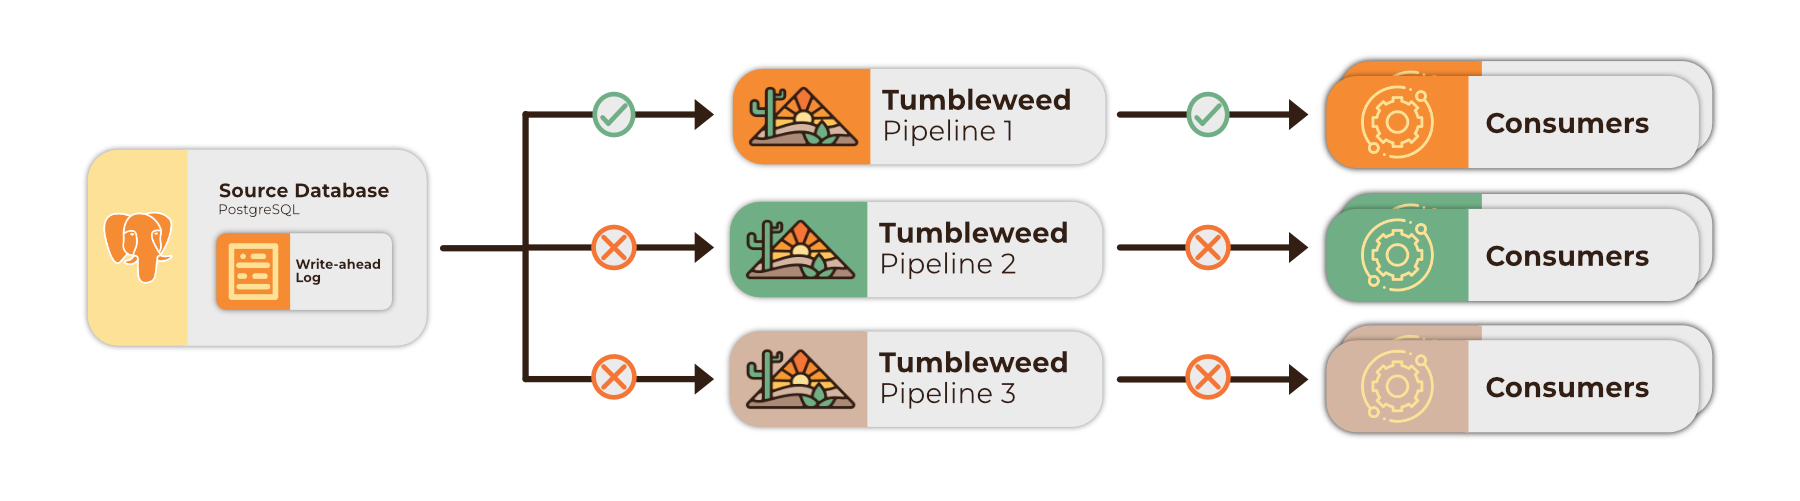 Source Database
PostgreSQL
Write-ahead
Log
Tumbleweed
Pipeline 1
Consumers
Tumbleweed
Pipeline 2
Consumers
Tumbleweed
Pipeline 3
Consumers